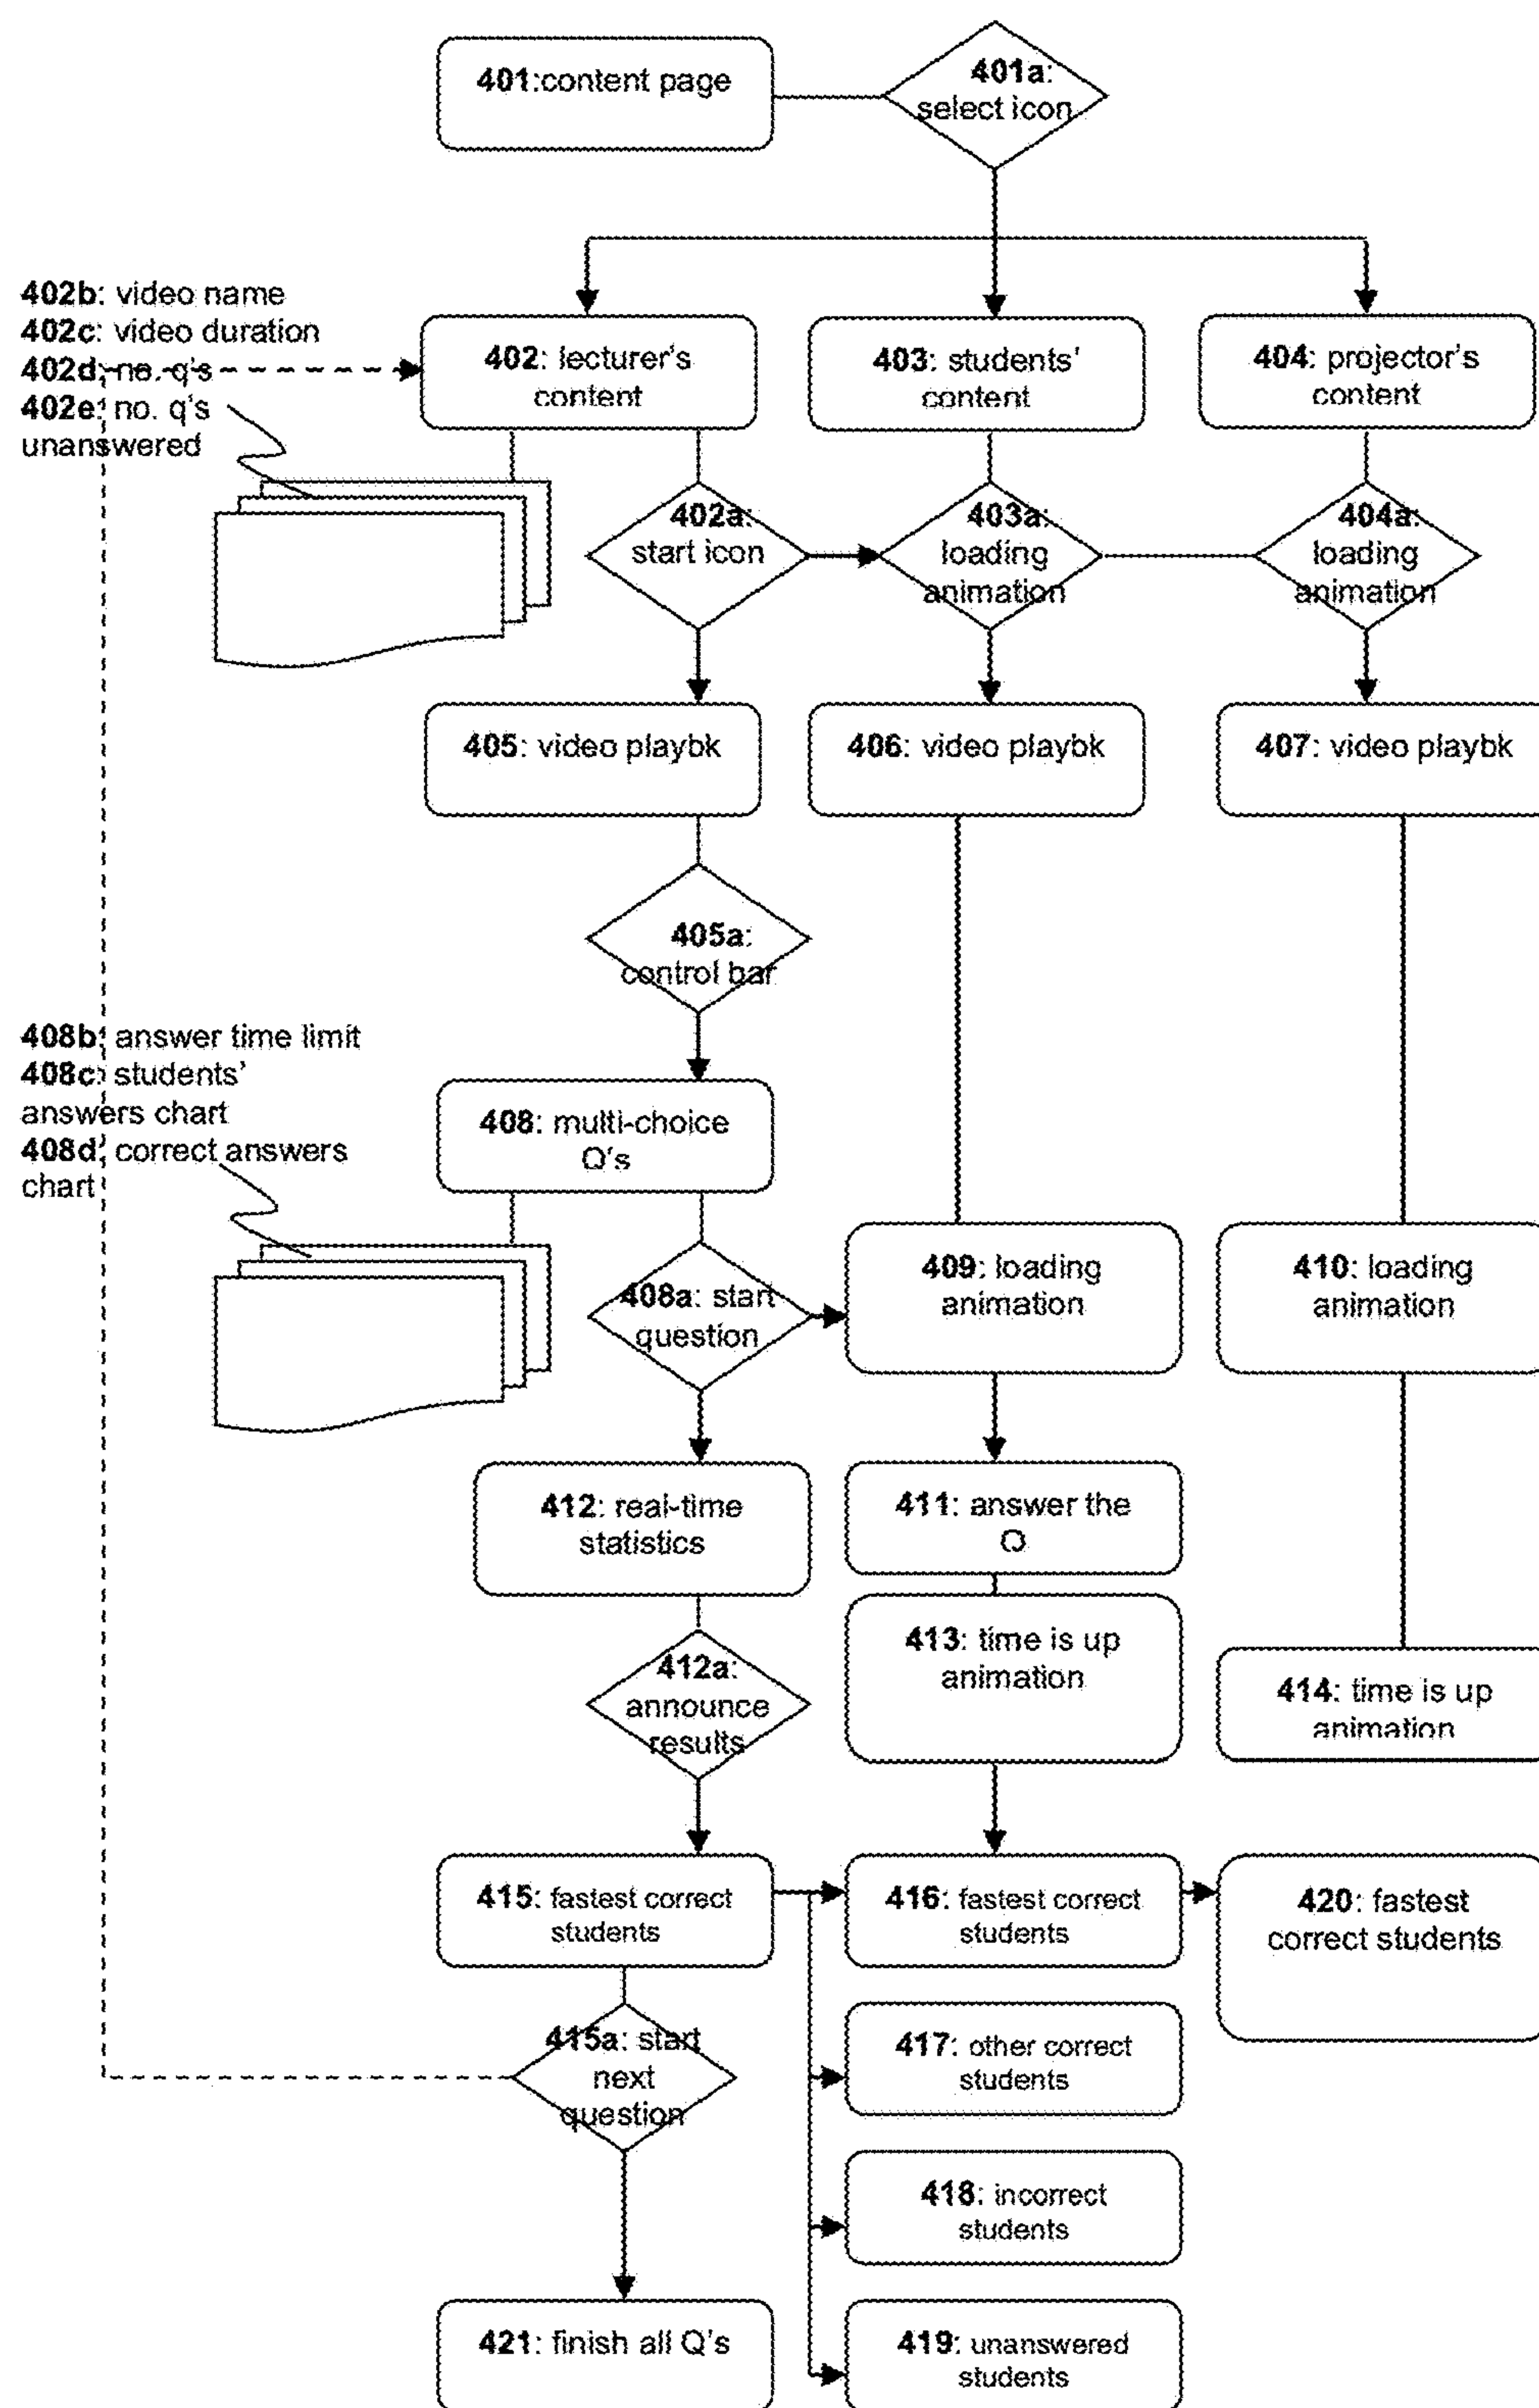 401:content page
401a:
select icon
402b: video name
402c: video duration
402d: no. q's
402e: no. q's
unanswered
402: lecturer's
content
403: students'
content
404: projector's
content
402a:
start icon
403a:
loading
animation
404a:
loading
animation
405: video playbk
406: video playbk
407: video playbk
405a:
control bar
408b: answer time limit
408c: students'
answers chart
408d: correct answers
chart
408: multi-choice
Q's
408a: start
question
409: loading
animation
410: loading
animation
412: real-time
statistics
411: answer the
Q
413: time is up
animation
412a:
announce
results
414: time is up
animation
415: fastest correct
students
416: fastest correct
students
420: fastest
correct students
415a: start
next
question
417: other correct
students
418: incorrect
students
421: finish all Q's
419: unanswered
students